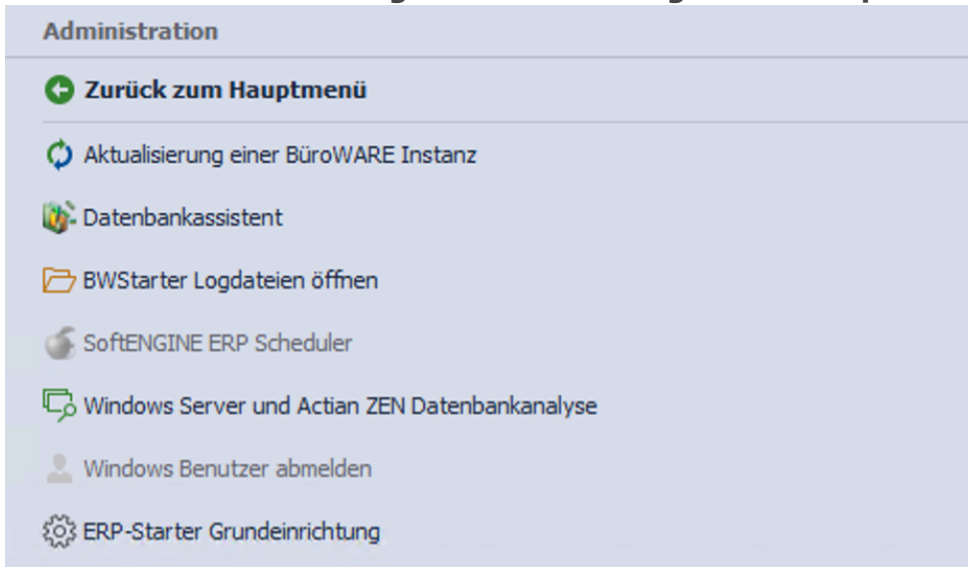 Administration
Zurück zum Hauptmenü
Aktualisierung einer BüroWARE Instanz
Datenbankassistent
BWStarter Logdateien öffnen
SoftENGINE ERP Scheduler
Windows Server und Actian ZEN Datenbankanalyse
Windows Benutzer abmelden
ERP-Starter Grundeinrichtung